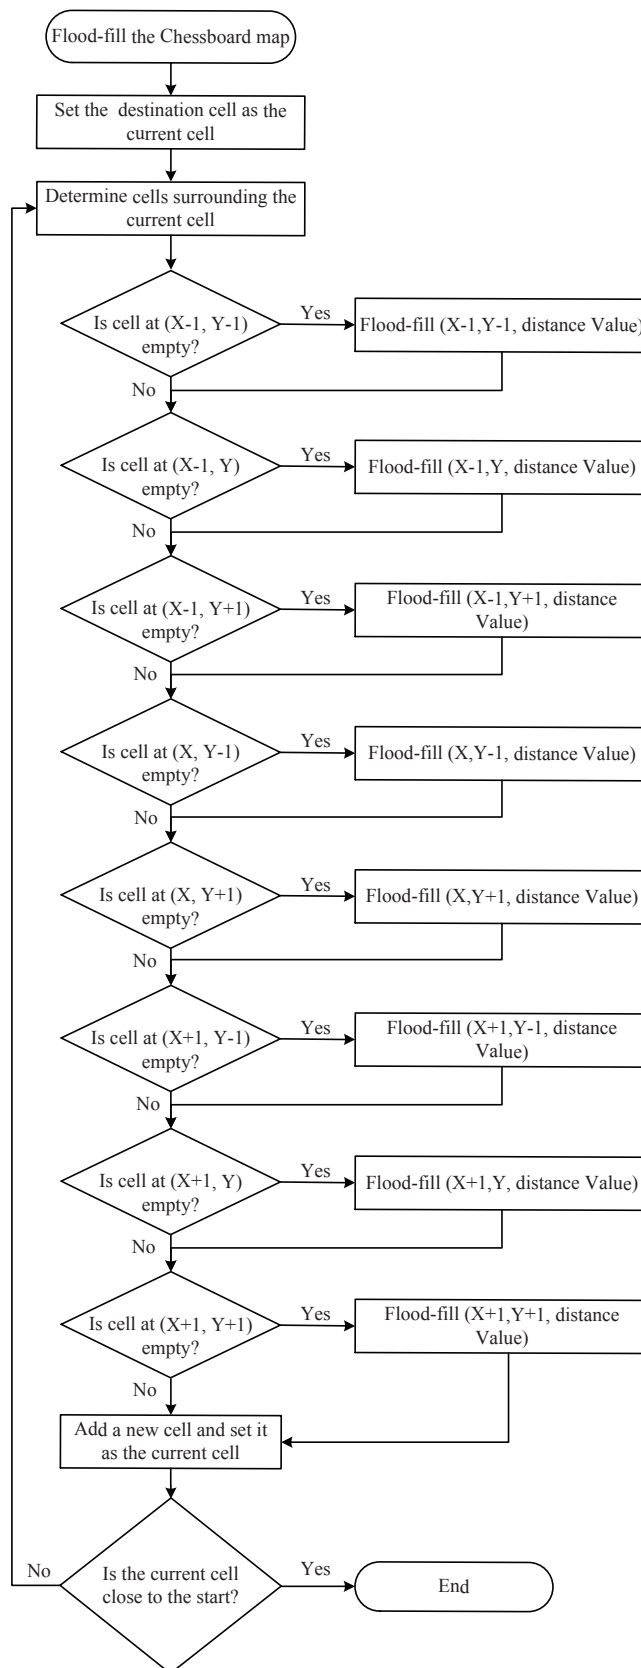 Flood-fill the Chessboard map
Set the destination cell as the
current cell
Determine cells surrounding the
current cell
Is cell at (X-1, Y-1)
empty?
Yes
Flood-fill (X-1,Y-1, distance Value)
No
Is cell at (X-1, Y)
empty?
Yes
Flood-fill (X-1,Y, distance Value)
No
Is cell at (X-1, Y+1)
empty?
Yes
Flood-fill (X-1,Y+1, distance
Value)
No
Is cell at (X, Y-1)
empty?
Yes
Flood-fill (X,Y-1, distance Value)
No
Is cell at (X, Y+1)
empty?
Yes
Flood-fill (X,Y+1, distance Value)
No
Is cell at (X+1, Y-1)
empty?
Yes
Flood-fill (X+1,Y-1, distance
Value)
No
Is cell at (X+1, Y)
empty?
Yes
Flood-fill (X+1,Y, distance Value)
No
Is cell at (X+1, Y+1)
empty?
Yes
Flood-fill (X+1,Y+1, distance
Value)
No
Add a new cell and set it
as the current cell
No
Is the current cell
close to the start?
Yes
End